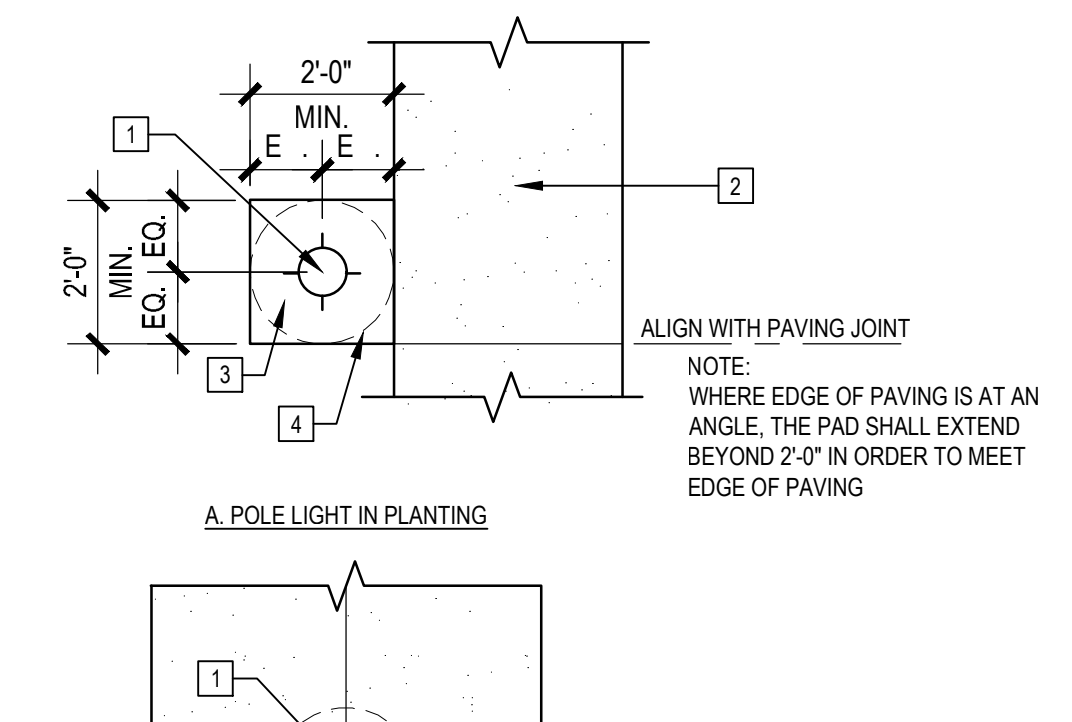 2'-0"
MIN.
E . E .
1
2
2'-0"
MIN.
EQ. EQ.
3
4
ALIGN WITH PAVING JOINT
NOTE:
WHERE EDGE OF PAVING IS AT AN
ANGLE, THE PAD SHALL EXTEND
BEYOND 2'-0" IN ORDER TO MEET
EDGE OF PAVING
A. POLE LIGHT IN PLANTING
1